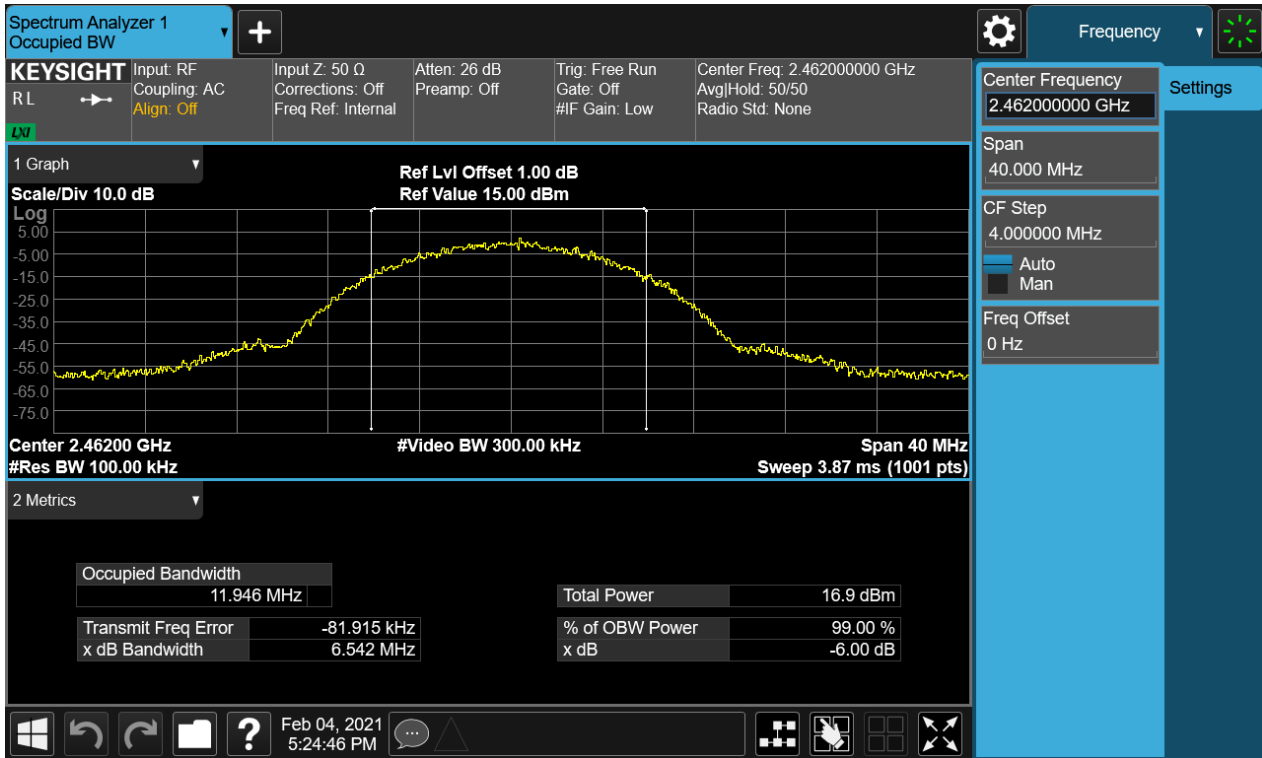 Spectrum Analyzer 1
Occupied BW
+
Frequency
KEYSIGHT
R L
LXI
Input: RF
Coupling: AC
Align: Off
Input Z: 50 Ω
Corrections: Off
Freq Ref: Internal
Atten: 26 dB
Preamp: Off
Trig: Free Run
Gate: Off
#IF Gain: Low
Center Freq: 2.462000000 GHz
Avg|Hold: 50/50
Radio Std: None
Center Frequency
2.462000000 GHz
Settings
Span
40.000 MHz
CF Step
4.000000 MHz
Auto
Man
Freq Offset
0 Hz
1 Graph
Scale/Div 10.0 dB
Ref Lvl Offset 1.00 dB
Ref Value 15.00 dBm
Log
5.00
-5.00
-15.0
-25.0
-35.0
-45.0
-55.0
-65.0
-75.0
Center 2.46200 GHz
#Res BW 100.00 kHz
#Video BW 300.00 kHz
Span 40 MHz
Sweep 3.87 ms (1001 pts)
2 Metrics
Occupied Bandwidth
11.946 MHz
Total Power 16.9 dBm
Transmit Freq Error -81.915 kHz
% of OBW Power 99.00 %
x dB Bandwidth 6.542 MHz
x dB -6.00 dB
?
Feb 04, 2021
5:24:46 PM